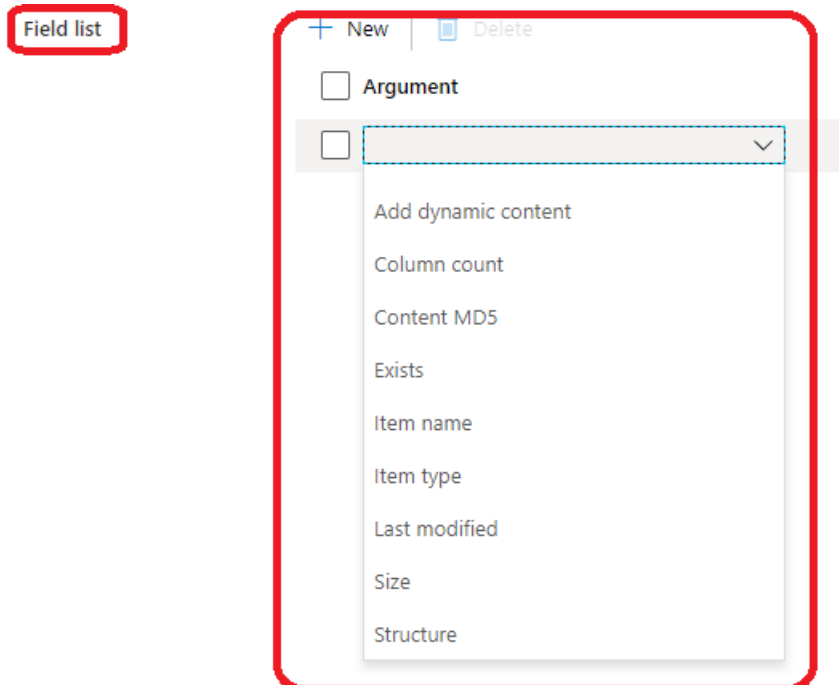 Field list
New
Delete
Argument
Add dynamic content
Column count
Content MD5
Exists
Item name
Item type
Last modified
Size
Structure